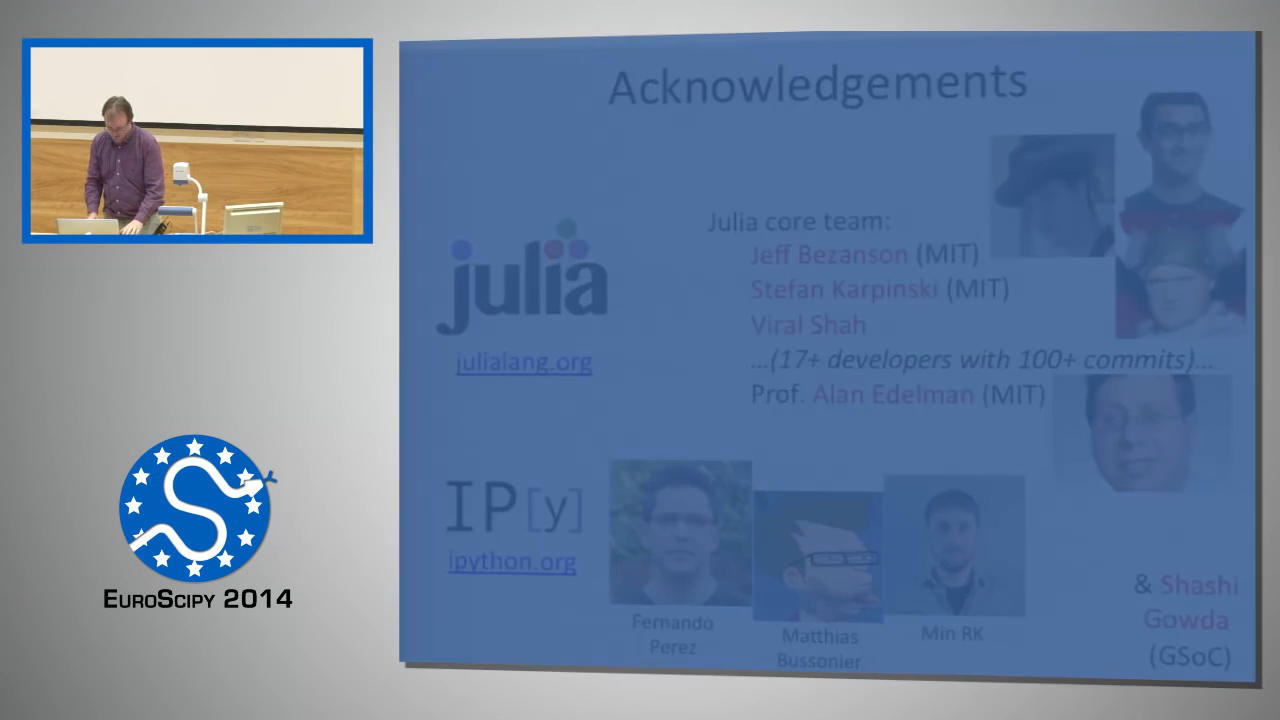 Acknowledgements
Julia core team:
Jeff Bezanson (MIT)
Stefan Karpinski (MIT)
Viral Shah
...(17+ developers with 100+ commits)...
Prof. Alan Edelman (MIT)
julia
julialang.org
IP[y]
ipython.org
Fernando
Perez
Matthias
Bussonier
Min RK
& Shashi
Gowda
(GSoC)
EUROSCIPY 2014